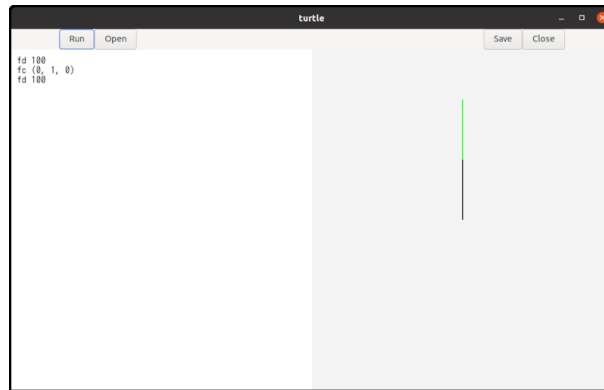 turtle
Run Open Save Close
fd 100
fc (0, 1, 0)
fd 100